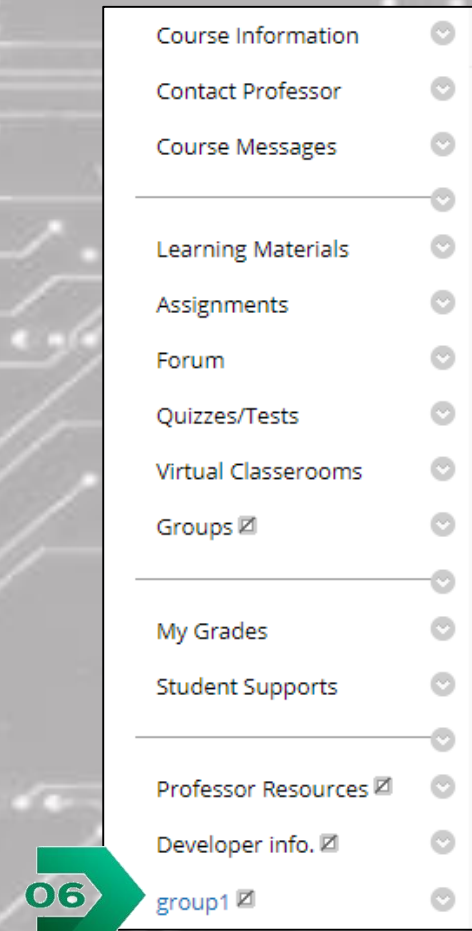 Course Information
Contact Professor
Course Messages
Learning Materials
Assignments
Forum
Quizzes/Tests
Virtual Classerooms
Groups
My Grades
Student Supports
Professor Resources
Developer info.
06 group1